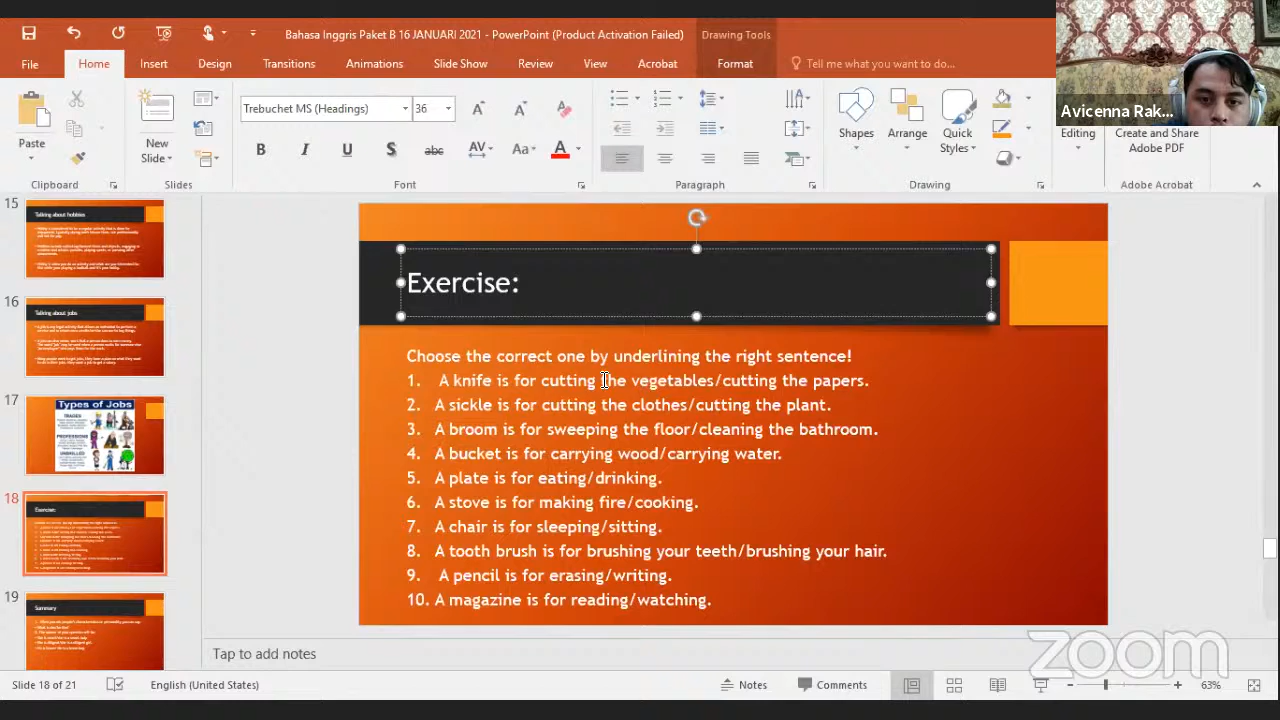 Bahasa Inggris Paket B 16 JANUARI 2021 - PowerPoint (Product Activation Failed)
Drawing Tools
File
Home
Insert
Design
Transitions
Animations
Slide Show
Review
View
Acrobat
Format
Tell me what you want to do...
Avicenna Rak...
Paste
New
Slide
Trebuchet MS (Headings)
36
B I U S abc AV Aa A
Shapes
Arrange
Quick
Styles
Editing
Create and Share
Adobe PDF
Clipboard
Slides
Font
Paragraph
Drawing
Adobe Acrobat
15
Talking about hobbies
16
Talking about jobs
17
Types of Jobs
TRADES
PROFESSIONS
UNSKILLED
18
Exercise:
19
Summary
Exercise:
Choose the correct one by underlining the right sentence!
1. A knife is for cutting the vegetables/cutting the papers.
2. A sickle is for cutting the clothes/cutting the plant.
3. A broom is for sweeping the floor/cleaning the bathroom.
4. A bucket is for carrying wood/carrying water.
5. A plate is for eating/drinking.
6. A stove is for making fire/cooking.
7. A chair is for sleeping/sitting.
8. A tooth brush is for brushing your teeth/brushing your hair.
9. A pencil is for erasing/writing.
10. A magazine is for reading/watching.
Tap to add notes
zoom
Slide 18 of 21
English (United States)
Notes
Comments
63%